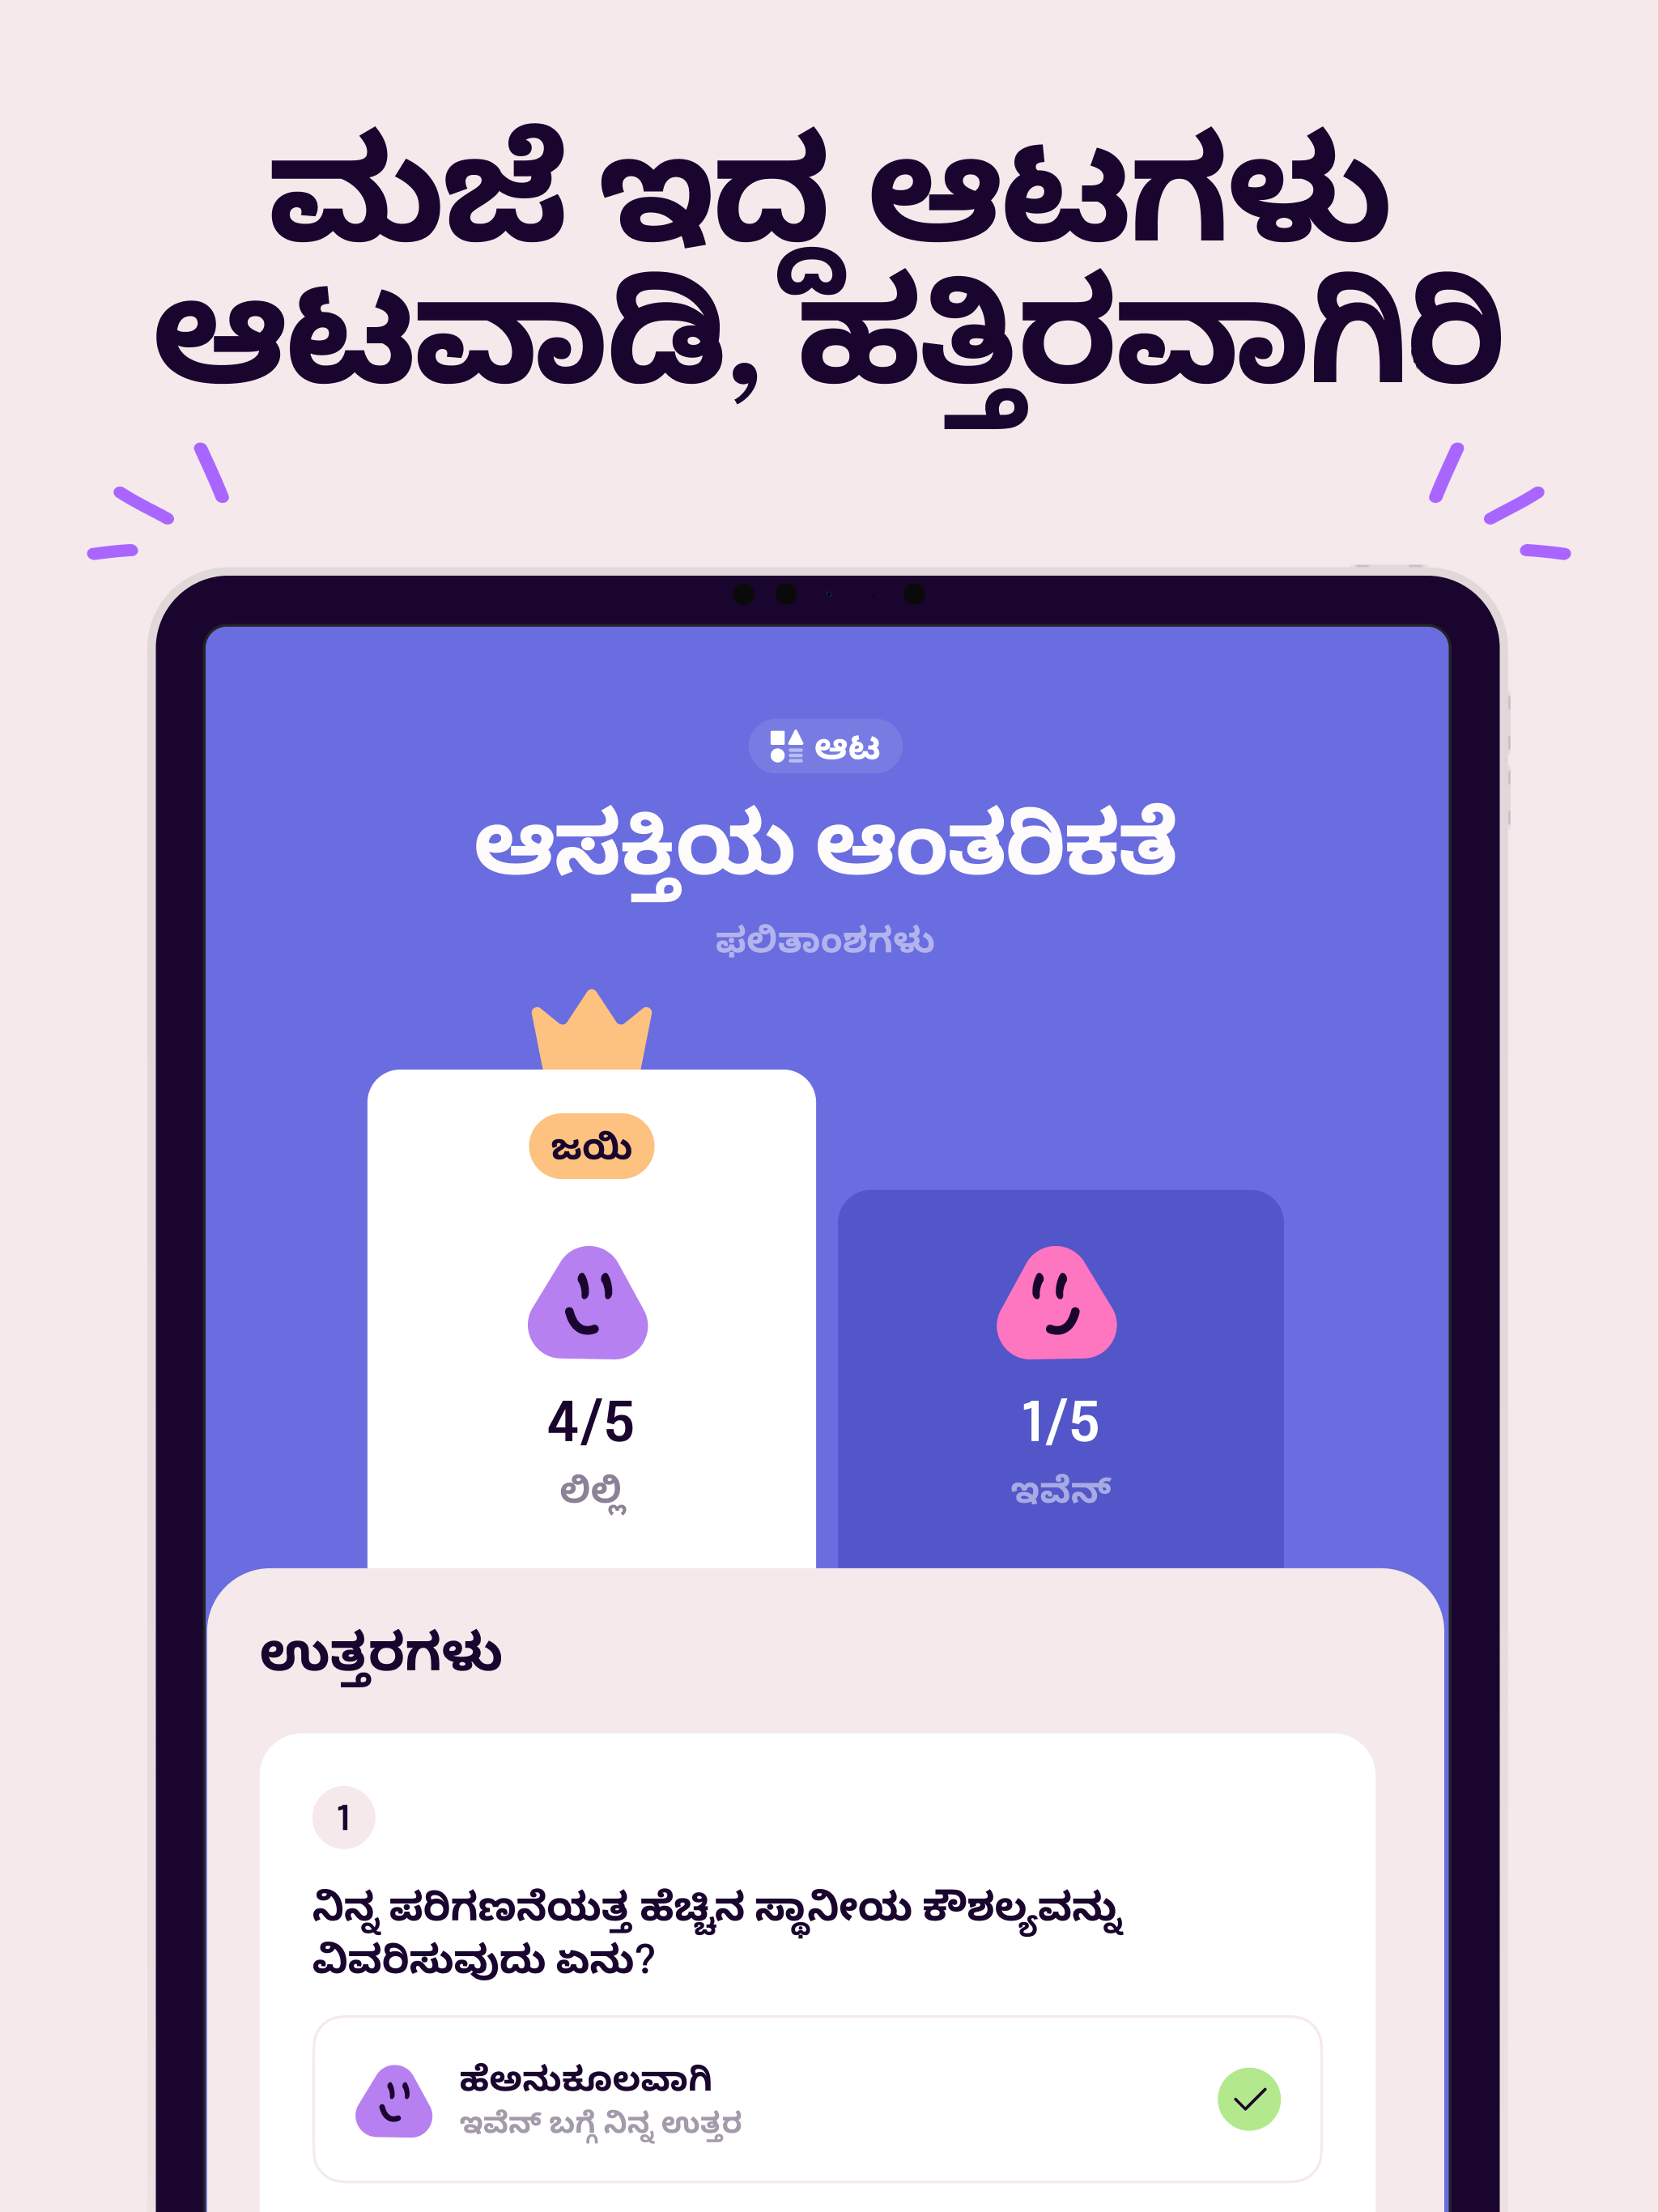 ಮಜೆ ಇದ್ದ ಆಟಗಳು
ಆಟವಾಡಿ, ಹತ್ತಿರವಾಗಿರಿ
ಆಟ
ಆಸಕ್ತಿಯ ಆಂತರಿಕತೆ
ಫಲಿತಾಂಶಗಳು
ಜಯಿ
4/5
1/5
ಲಿಲ್ಲಿ
ಇವೆನ್
ಉತ್ತರಗಳು
1
ನಿನ್ನ ಪರಿಗಣನೆಯತ್ತ ಹೆಚ್ಚಿನ ಸ್ಥಾನೀಯ ಕೌಶಲ್ಯವನ್ನು
ವಿವರಿಸುವುದು ಏನು?
ಹೆಅನುಕೂಲವಾಗಿ
ಇವೆನ್ ಬಗ್ಗೆ ನಿನ್ನ ಉತ್ತರ